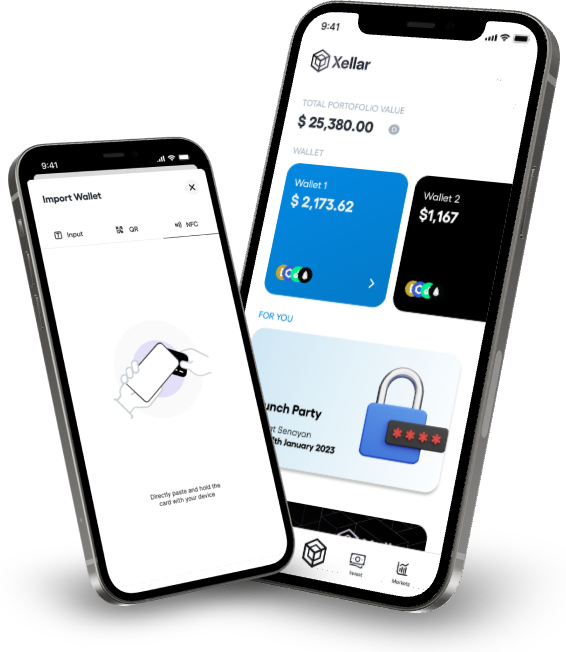 9:41
Import Wallet
Input
QR
NFC
Directly paste and hold the
card with your device
9:41
Xellar
TOTAL PORTOFOLIO VALUE
$ 25,380.00
WALLET
Wallet 1
$ 2,173.62
Wallet 2
$1,167
FOR YOU
unch Party
at Senayan
th January 2023
****
Invest
Markets